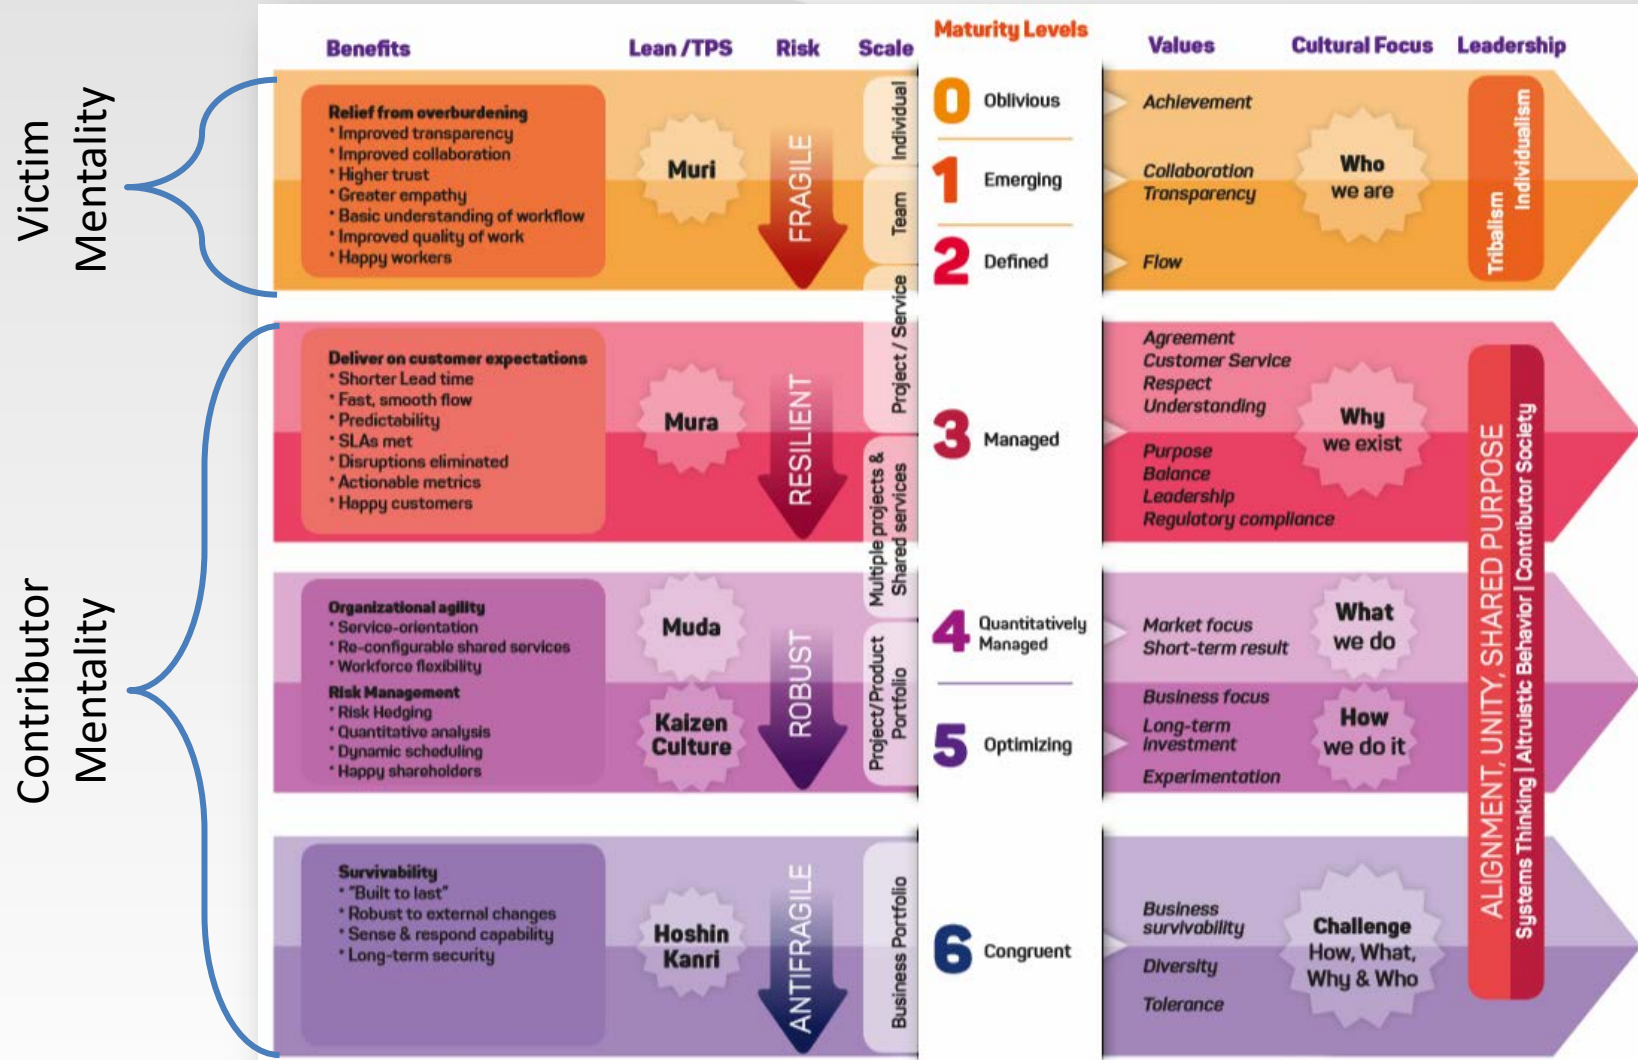 Victim
Mentality
Contributor
Mentality
Benefits
Lean /TPS
Risk
Scale
Maturity Levels
Values
Cultural Focus
Leadership
Relief from overburdening
* Improved transparency
* Improved collaboration
* Higher trust
* Greater empathy
* Basic understanding of workflow
* Improved quality of work
* Happy workers
Muri
FRAGILE
Individual
Team
0 Oblivious
1 Emerging
2 Defined
Achievement
Collaboration
Transparency
Flow
Who
we are
Tribalism
Individualism
Deliver on customer expectations
* Shorter Lead time
* Fast, smooth flow
* Predictability
* SLAs met
* Disruptions eliminated
* Actionable metrics
* Happy customers
Mura
RESILIENT
Project / Service
Multiple projects &
Shared services
3 Managed
Agreement
Customer Service
Respect
Understanding
Purpose
Balance
Leadership
Regulatory compliance
Why
we exist
ALIGNMENT, UNITY, SHARED PURPOSE
Systems Thinking | Altruistic Behavior | Contributor Society
Organizational agility
* Service-orientation
* Re-configurable shared services
* Workforce flexibility
Risk Management
* Risk Hedging
* Quantitative analysis
* Dynamic scheduling
* Happy shareholders
Muda
Kaizen
Culture
ROBUST
Project/Product
Portfolio
4 Quantitatively
Managed
5 Optimizing
Market focus
Short-term result
Business focus
Long-term
investment
Experimentation
What
we do
How
we do it
Survivability
* "Built to last"
* Robust to external changes
* Sense & respond capability
* Long-term security
Hoshin
Kanri
ANTIFRAGILE
Business Portfolio
6 Congruent
Business
survivability
Diversity
Tolerance
Challenge
How, What,
Why & Who